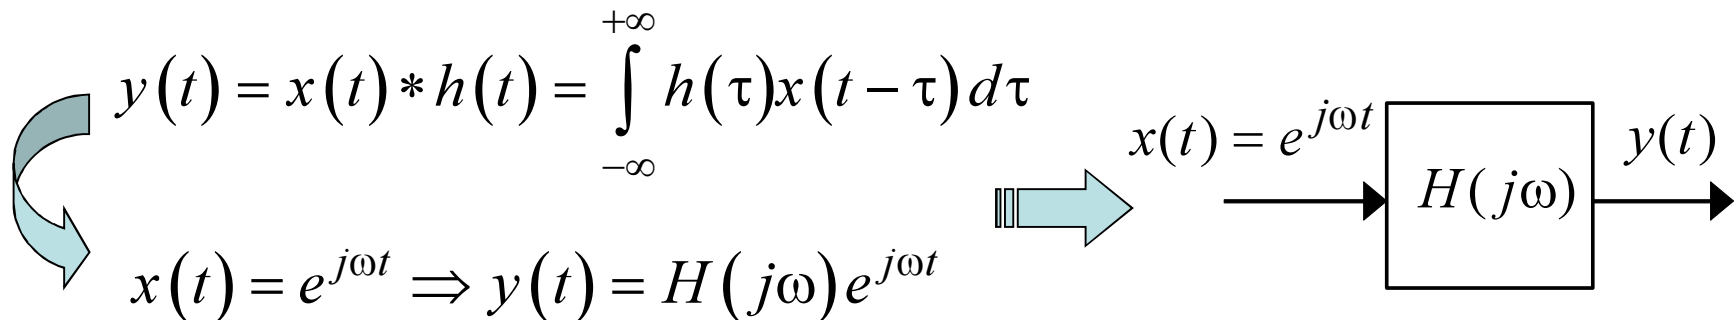 y(t) = x(t) * h(t) = ∫_{−∞}^{+∞} h(τ)x(t − τ) dτ
x(t) = e^{jωt} ⇒ y(t) = H(jω) e^{jωt}
x(t) = e^{jωt}
H(jω)
y(t)